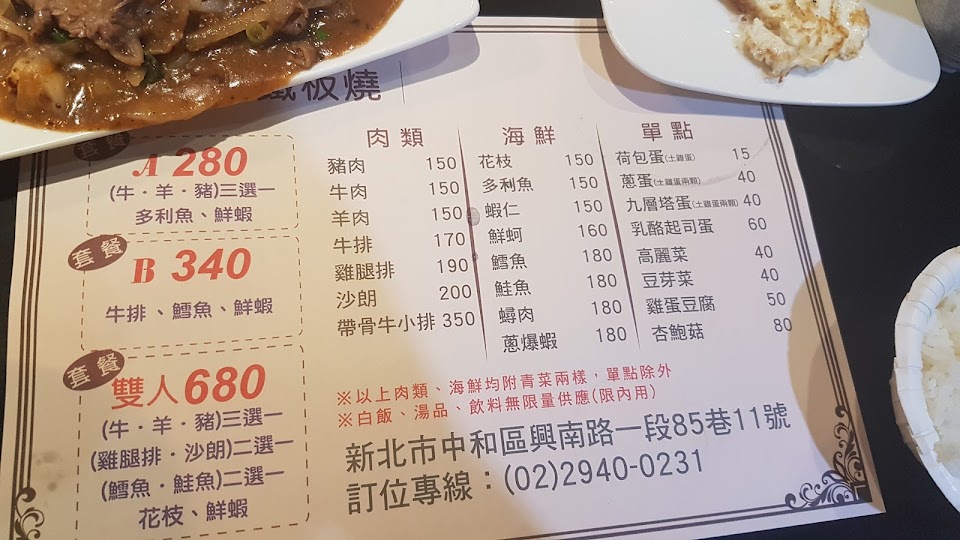 鐵板燒
套餐
A 280
(牛・羊・豬)三選一
多利魚、鮮蝦
套餐
B 340
牛排、鱈魚、鮮蝦
套餐
雙人680
(牛・羊・豬)三選一
(雞腿排・沙朗)二選一
(鱈魚・鮭魚)二選一
花枝、鮮蝦
肉類
豬肉 150
牛肉 150
羊肉 150
牛排 170
雞腿排 190
沙朗 200
帶骨牛小排 350
海鮮
花枝 150
多利魚 150
蝦仁 150
鮮蚵 160
鱈魚 180
鮭魚 180
蟳肉 180
蔥爆蝦 180
單點
荷包蛋(土雞蛋) 15
蔥蛋(土雞蛋兩顆) 40
九層塔蛋(土雞蛋兩顆) 40
乳酪起司蛋 60
高麗菜 40
豆芽菜 40
雞蛋豆腐 50
杏鮑菇 80
※以上肉類、海鮮均附青菜兩樣，單點除外
※白飯、湯品、飲料無限量供應(限內用)
新北市中和區興南路一段85巷11號
訂位專線：(02)2940-0231